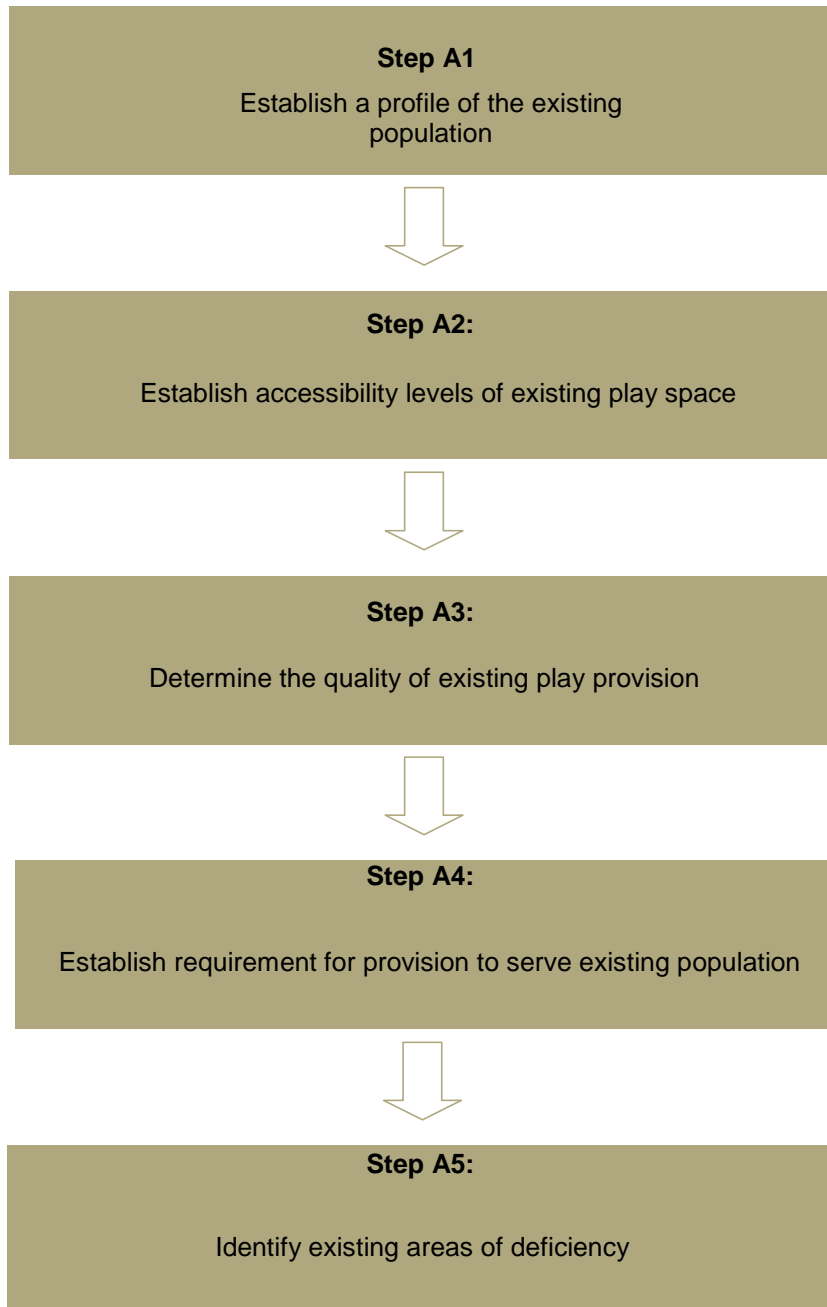 Step A1
Establish a profile of the existing
population
Step A2:
Establish accessibility levels of existing play space
Step A3:
Determine the quality of existing play provision
Step A4:
Establish requirement for provision to serve existing population
Step A5:
Identify existing areas of deficiency